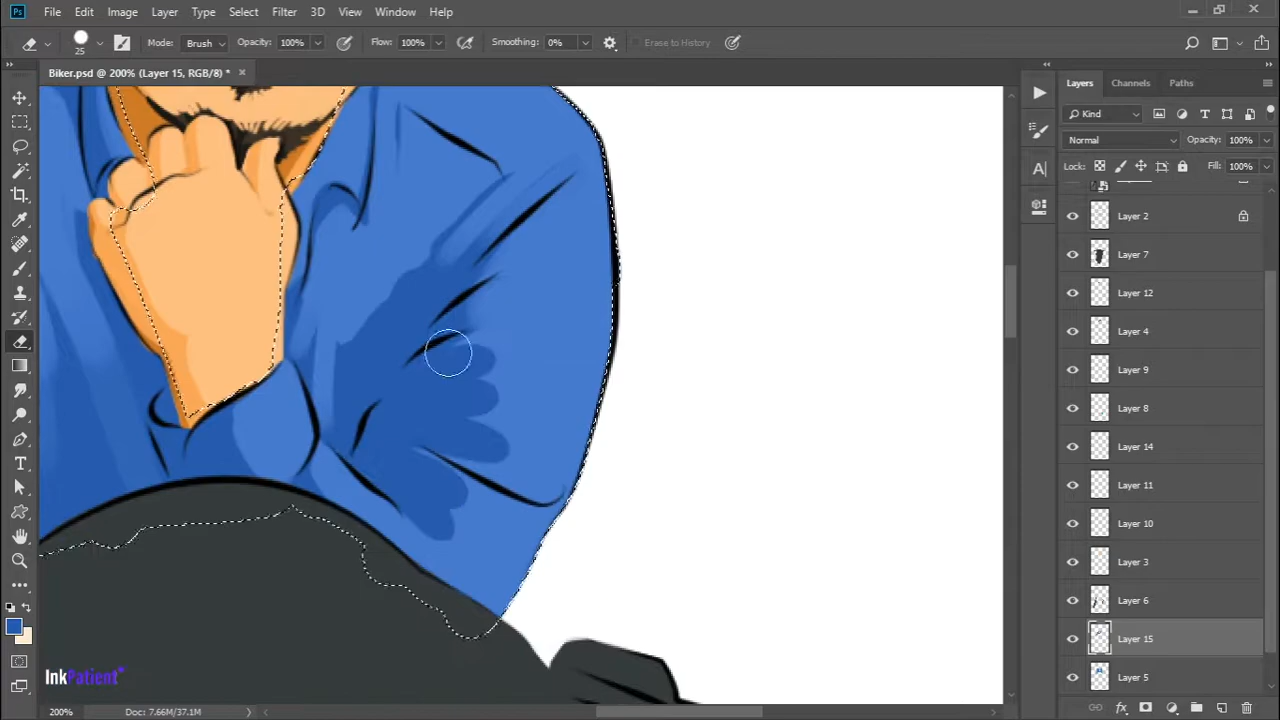 Ps File Edit Image Layer Type Select Filter 3D View Window Help
25 Mode: Brush Opacity: 100% Flow: 100% Smoothing: 0% Erase to History
Biker.psd @ 200% (Layer 15, RGB/8) *
Layers Channels Paths
Kind
Normal Opacity: 100%
Lock: Fill: 100%
Layer 2
Layer 7
Layer 12
Layer 4
Layer 9
Layer 8
Layer 14
Layer 11
Layer 10
Layer 3
Layer 6
Layer 15
Layer 5
InkPatient
200% Doc: 7.66M/37.1M